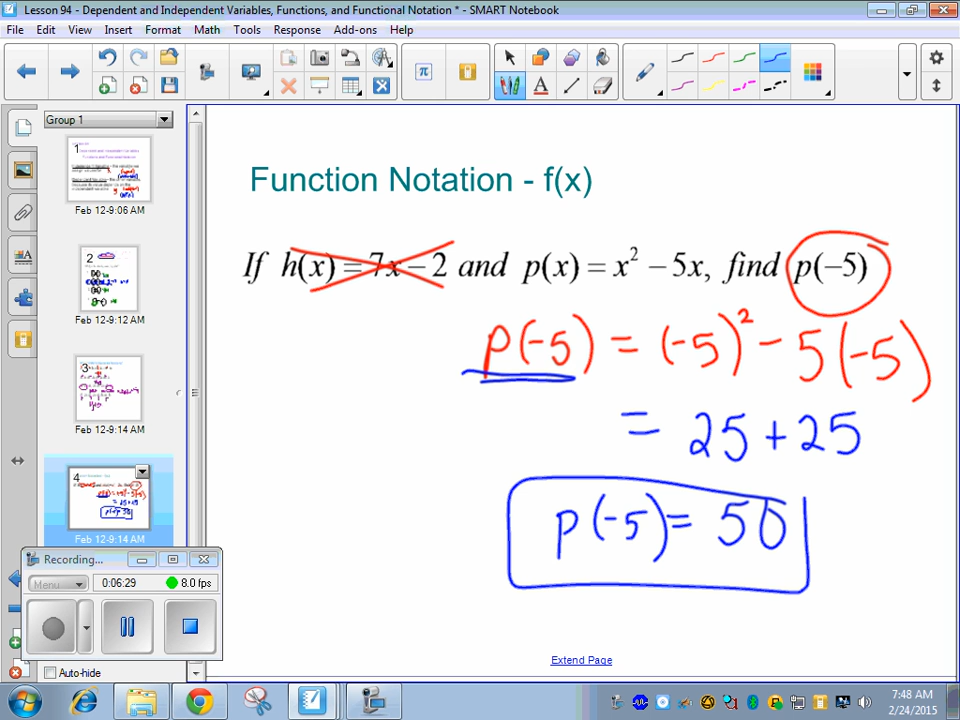 Lesson 94 - Dependent and Independent Variables, Functions, and Functional Notation * - SMART Notebook
File Edit View Insert Format Math Tools Response Add-ons Help
Group 1
1
Feb 12-9:06 AM
2
Feb 12-9:12 AM
3
Feb 12-9:14 AM
4
Feb 12-9:14 AM
Function Notation - f(x)
If h(x) = 7x − 2 and p(x) = x² − 5x, find p(−5)
p(-5) = (-5)² - 5(-5)
= 25 + 25
p(-5) = 50
Extend Page
Recording...
Menu 0:06:29 8.0 fps
Auto-hide
7:48 AM
2/24/2015